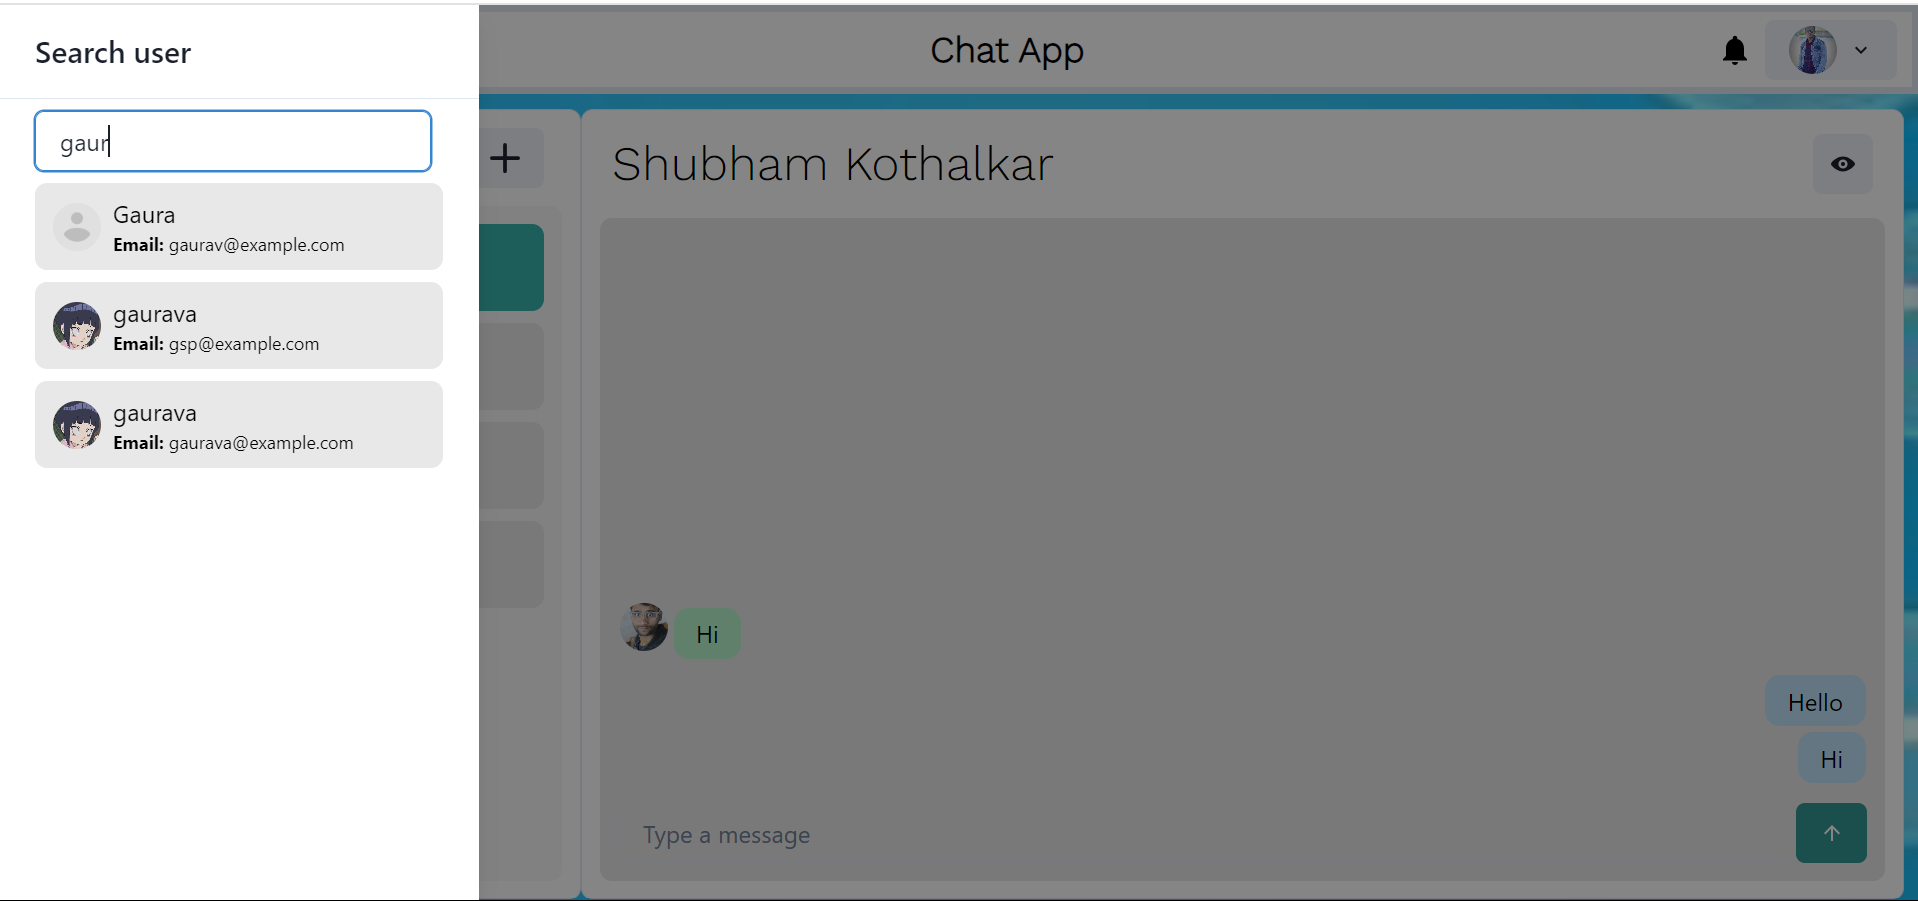 Search user
gaur
Gaura
Email: gaurav@example.com
gaurava
Email: gsp@example.com
gaurava
Email: gaurava@example.com
Chat App
Shubham Kothalkar
Hi
Hello
Hi
Type a message